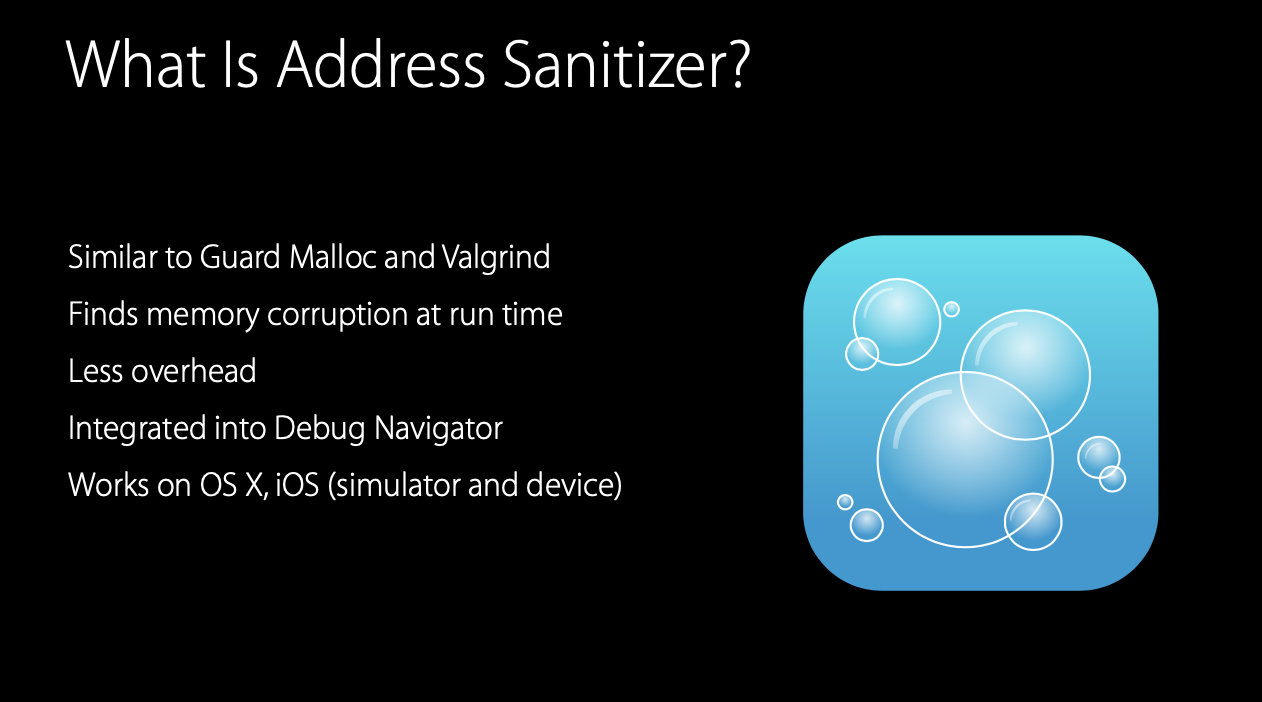 What Is Address Sanitizer?
Similar to Guard Malloc and Valgrind
Finds memory corruption at run time
Less overhead
Integrated into Debug Navigator
Works on OS X, iOS (simulator and device)